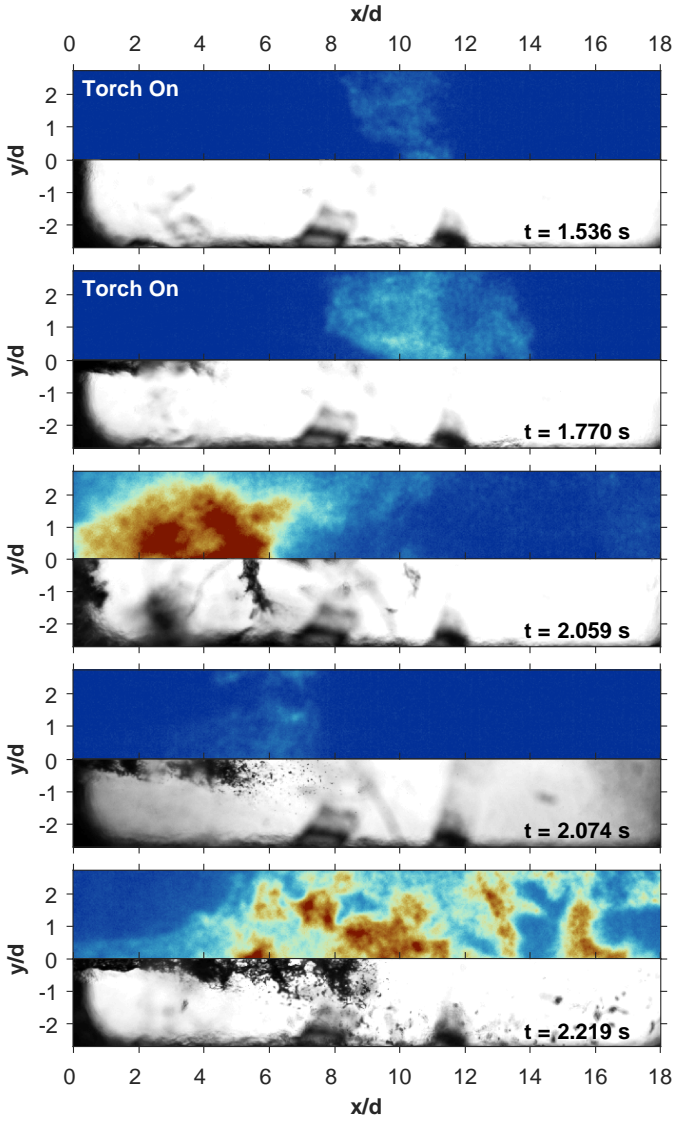 x/d
0 2 4 6 8 10 12 14 16 18
Torch On
y/d
2
1
0
-1
-2
t = 1.536 s
Torch On
y/d
2
1
0
-1
-2
t = 1.770 s
y/d
2
1
0
-1
-2
t = 2.059 s
y/d
2
1
0
-1
-2
t = 2.074 s
y/d
2
1
0
-1
-2
t = 2.219 s
0 2 4 6 8 10 12 14 16 18
x/d